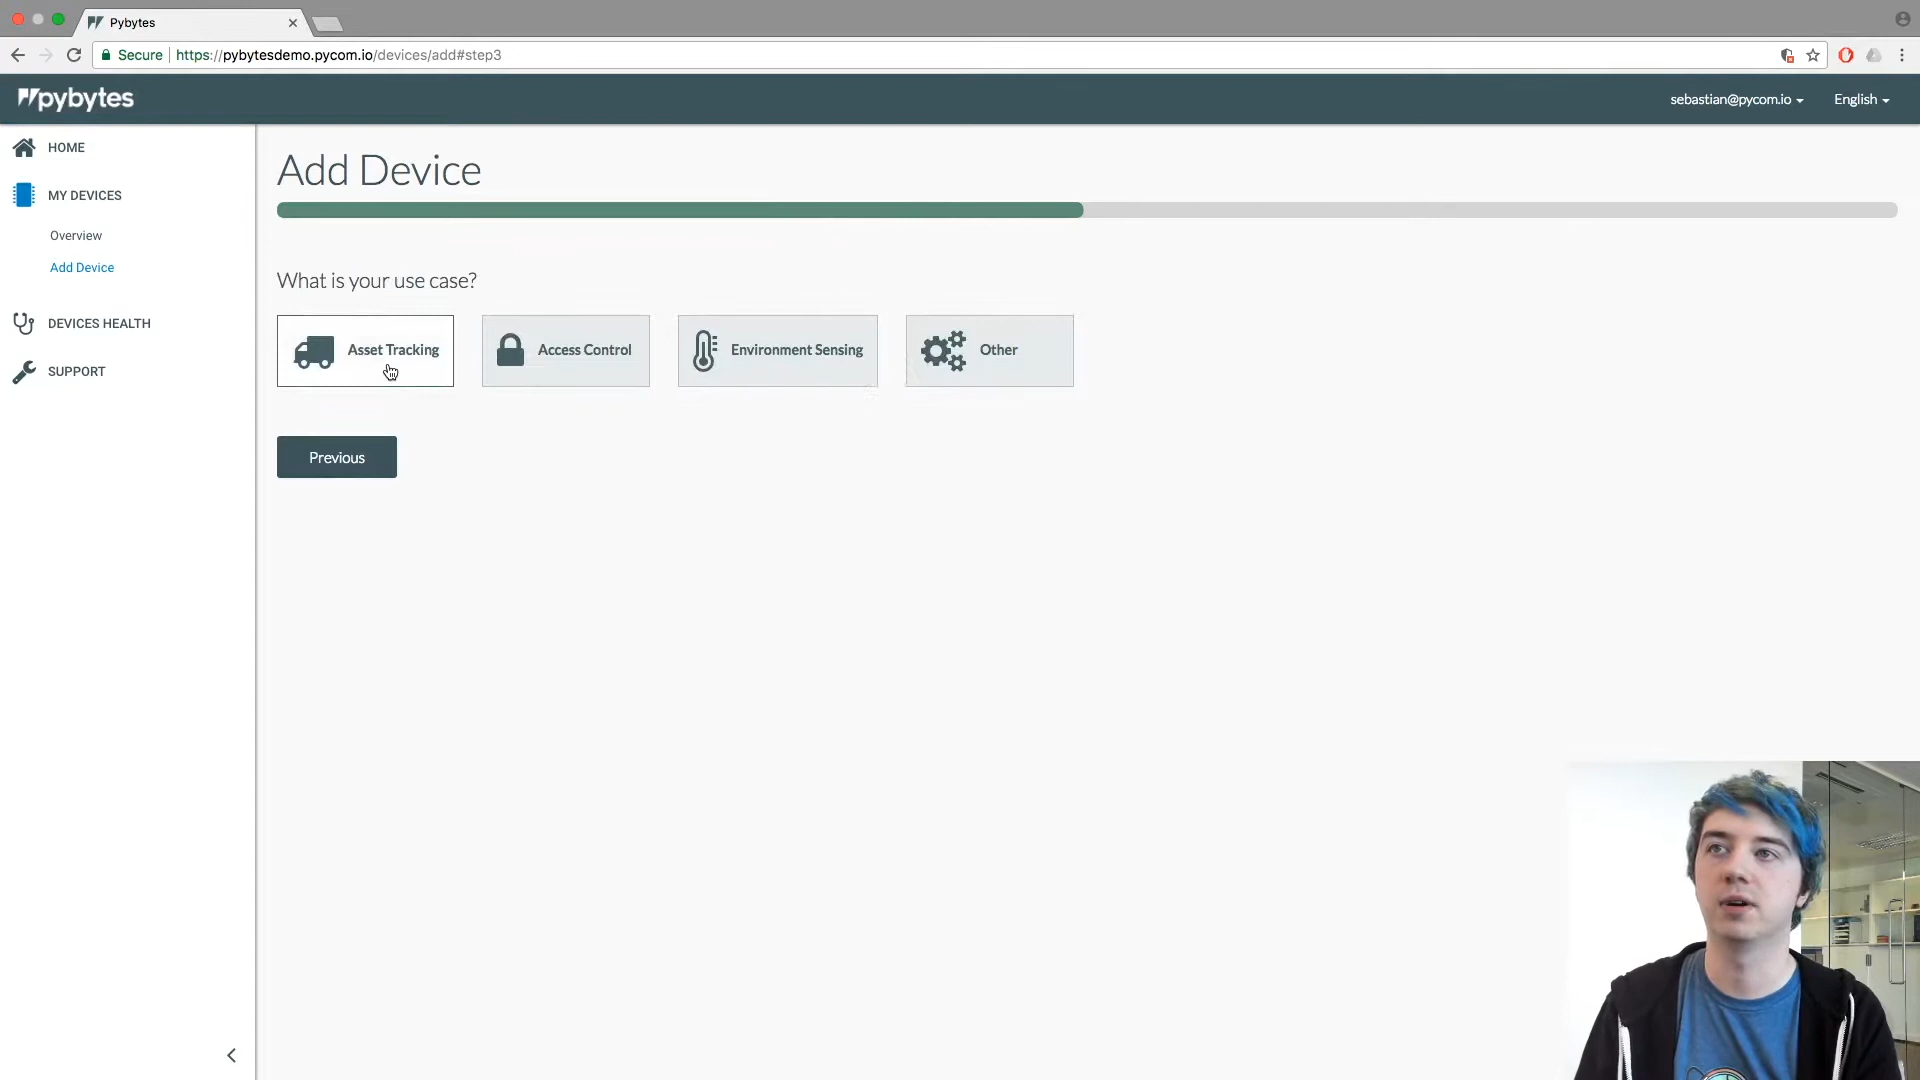 Pybytes
Secure https://pybytesdemo.pycom.io/devices/add#step3
pybytes
sebastian@pycom.io
English
HOME
MY DEVICES
Overview
Add Device
DEVICES HEALTH
SUPPORT
Add Device
What is your use case?
Asset Tracking
Access Control
Environment Sensing
Other
Previous